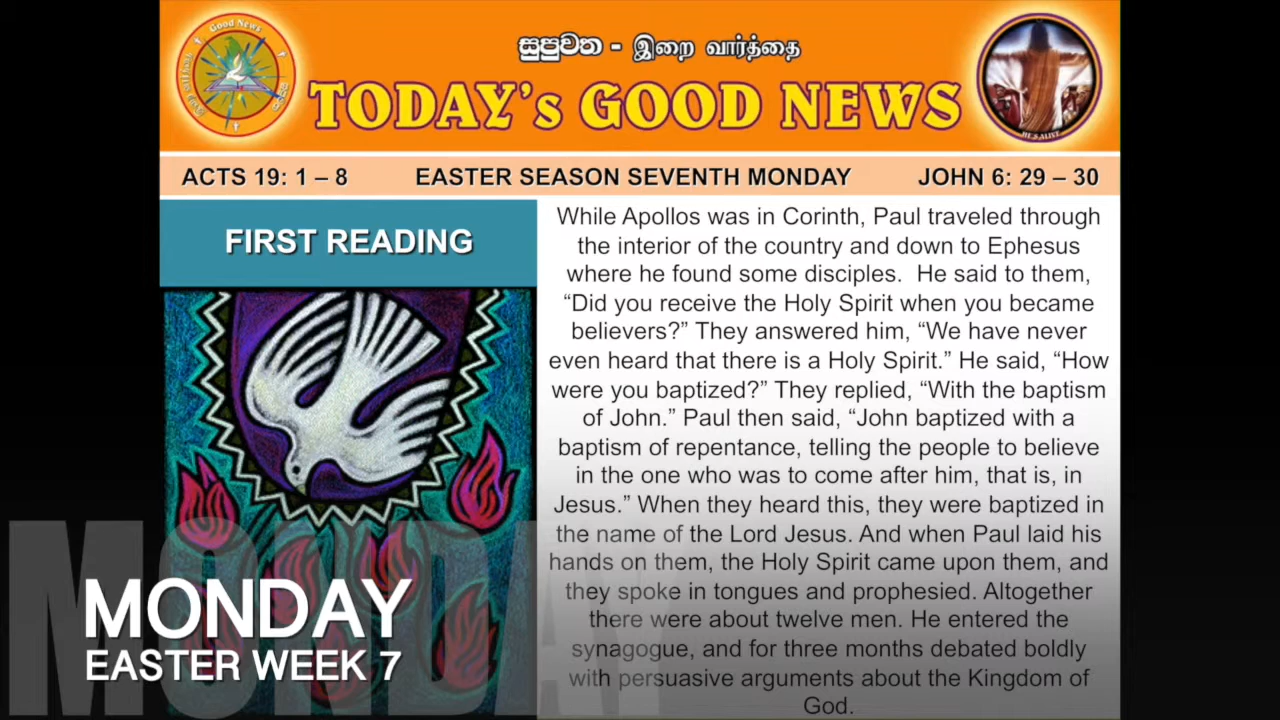 Good News
සුපුවත - இறை வார்த்தை
TODAY's GOOD NEWS
HE'S ALIVE
ACTS 19: 1 – 8
EASTER SEASON SEVENTH MONDAY
JOHN 6: 29 – 30
FIRST READING
While Apollos was in Corinth, Paul traveled through
the interior of the country and down to Ephesus
where he found some disciples.  He said to them,
“Did you receive the Holy Spirit when you became
believers?” They answered him, “We have never
even heard that there is a Holy Spirit.” He said, “How
were you baptized?” They replied, “With the baptism
of John.” Paul then said, “John baptized with a
baptism of repentance, telling the people to believe
in the one who was to come after him, that is, in
Jesus.” When they heard this, they were baptized in
the name of the Lord Jesus. And when Paul laid his
hands on them, the Holy Spirit came upon them, and
they spoke in tongues and prophesied. Altogether
there were about twelve men. He entered the
synagogue, and for three months debated boldly
with persuasive arguments about the Kingdom of
God.
MONDAY
MONDAY
EASTER WEEK 7